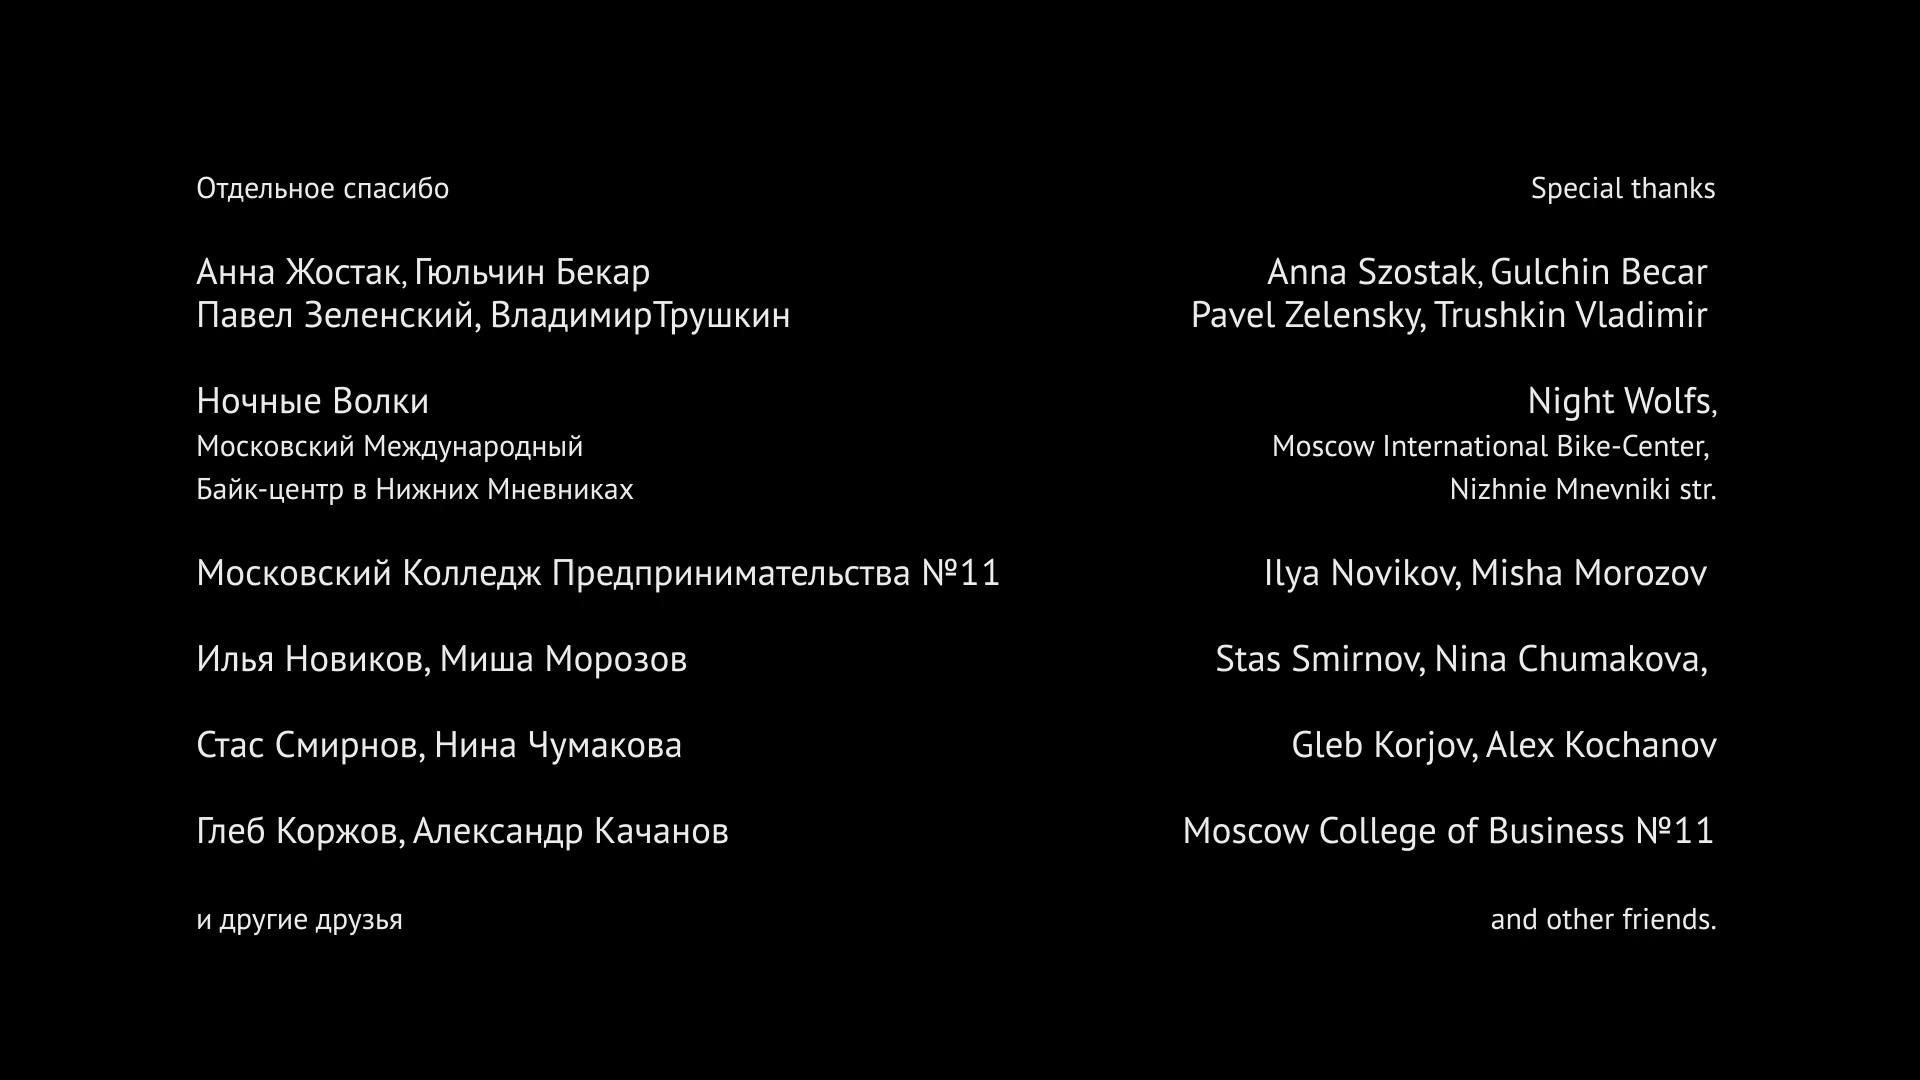 Отдельное спасибо
Special thanks
Анна Жостак, Гюльчин Бекар
Anna Szostak, Gulchin Becar
Павел Зеленский, ВладимирТрушкин
Pavel Zelensky, Trushkin Vladimir
Ночные Волки
Night Wolfs,
Московский Международный
Moscow International Bike-Center,
Байк-центр в Нижних Мневниках
Nizhnie Mnevniki str.
Московский Колледж Предпринимательства №11
Ilya Novikov, Misha Morozov
Илья Новиков, Миша Морозов
Stas Smirnov, Nina Chumakova,
Стас Смирнов, Нина Чумакова
Gleb Korjov, Alex Kochanov
Глеб Коржов, Александр Качанов
Moscow College of Business №11
и другие друзья
and other friends.